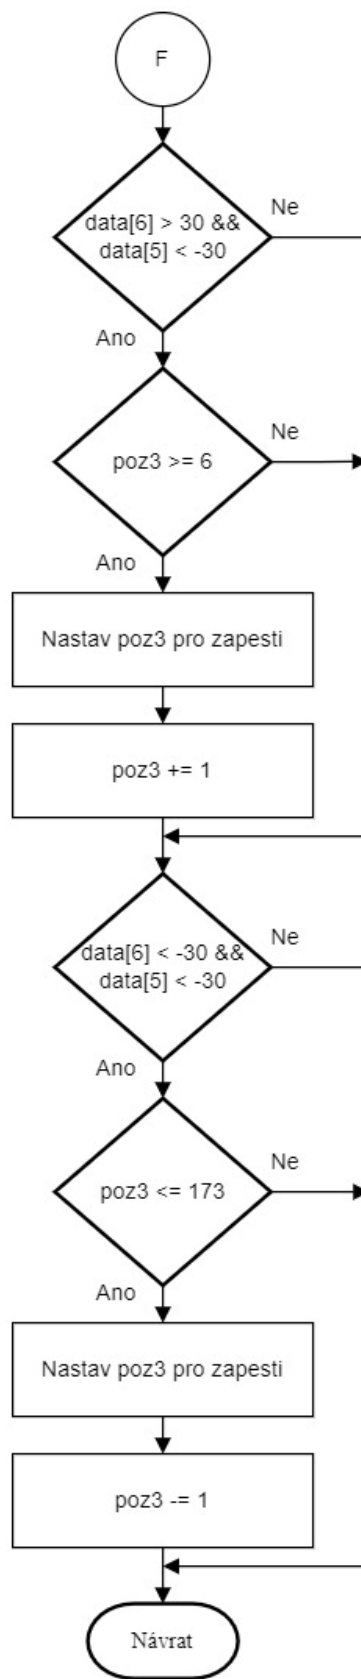 F
data[6] > 30 &&
data[5] < -30
Ne
Ano
poz3 >= 6
Ne
Ano
Nastav poz3 pro zapesti
poz3 += 1
data[6] < -30 &&
data[5] < -30
Ne
Ano
poz3 <= 173
Ne
Ano
Nastav poz3 pro zapesti
poz3 -= 1
Návrat